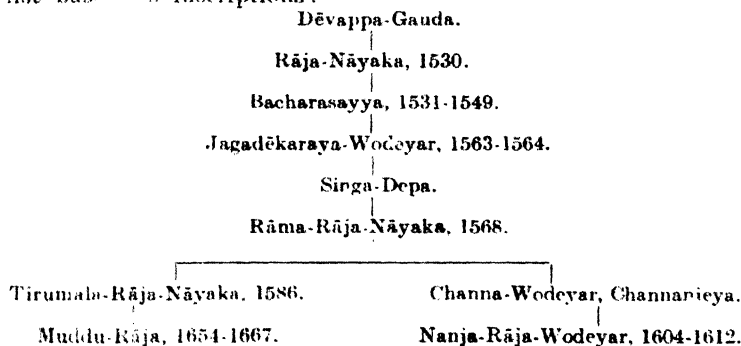 Dēvappa-Gauda.
Rāja-Nāyaka, 1530.
Bacharasayya, 1531-1549.
Jagadēkaraya-Wodeyar, 1563-1564.
Singa-Depa.
Rāma-Rāja-Nāyaka, 1568.
Tirumala-Rāja-Nāyaka, 1586. Channa-Wodeyar, Channanieya.
Muddu-Rāja, 1654-1667. Nanja-Rāja-Wodeyar, 1604-1612.